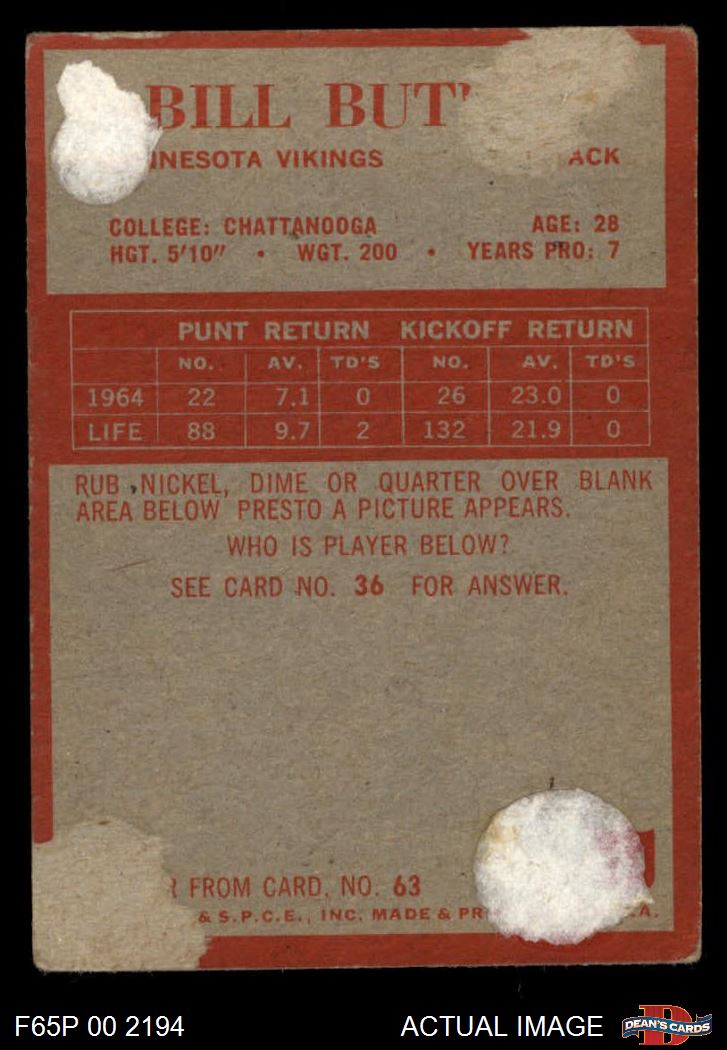 BILL BUT
NNESOTA VIKINGS ACK
COLLEGE: CHATTANOOGA AGE: 28
HGT. 5'10" • WGT. 200 • YEARS PRO: 7
PUNT RETURN KICKOFF RETURN
NO. AV. TD'S NO. AV. TD'S
1964 22 7.1 0 26 23.0 0
LIFE 88 9.7 2 132 21.9 0
RUB NICKEL, DIME OR QUARTER OVER BLANK
AREA BELOW PRESTO A PICTURE APPEARS.
WHO IS PLAYER BELOW?
SEE CARD NO. 36 FOR ANSWER.
R FROM CARD. NO. 63
& S.P.C.E., INC. MADE & PR .A.
F65P 00 2194 ACTUAL IMAGE DEAN'S CARDS